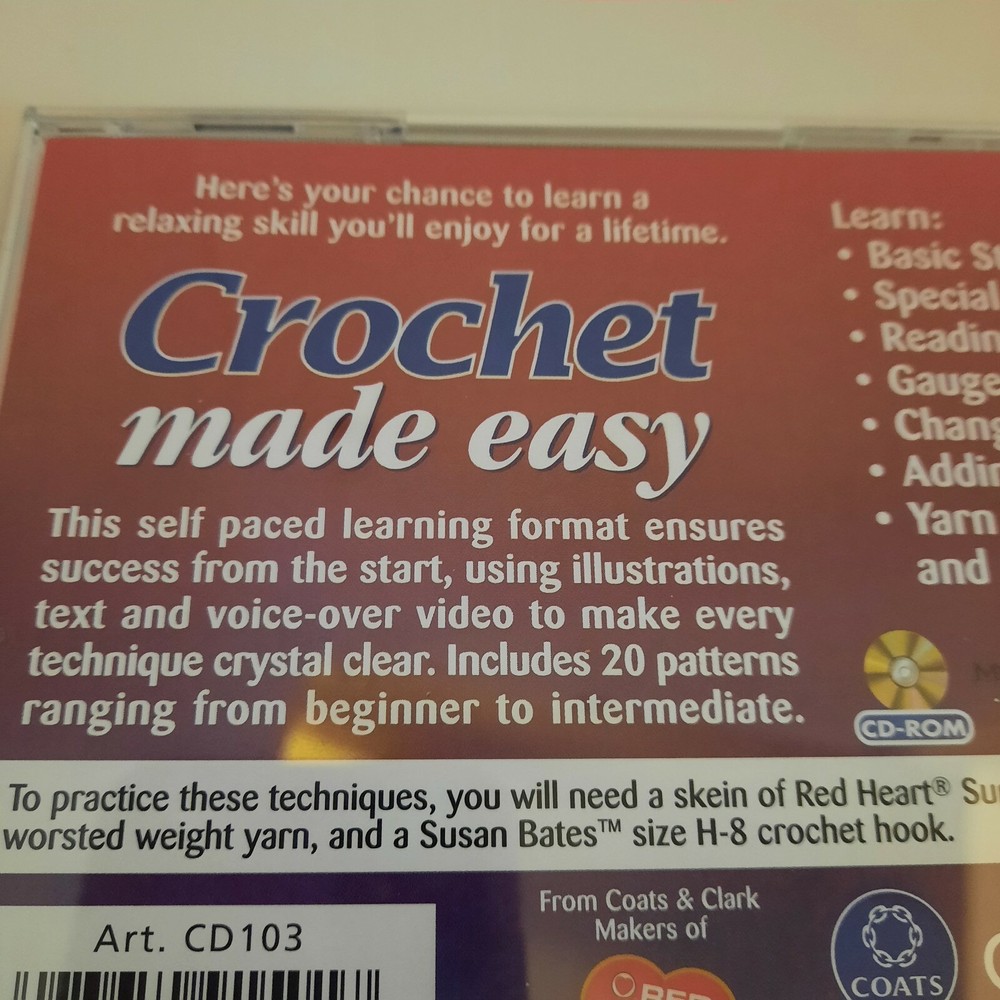 Here's your chance to learn a
relaxing skill you'll enjoy for a lifetime.
Crochet
made easy
This self paced learning format ensures
success from the start, using illustrations,
text and voice-over video to make every
technique crystal clear. Includes 20 patterns
ranging from beginner to intermediate.
Learn:
• Basic
• Special
•
• Gauge
•
•
• Yarn
and
CD-ROM
To practice these techniques, you will need a skein of Red Heart®
worsted weight yarn, and a Susan Bates™ size H-8 crochet hook.
Art. CD103
From Coats & Clark
Makers of
RED
COATS